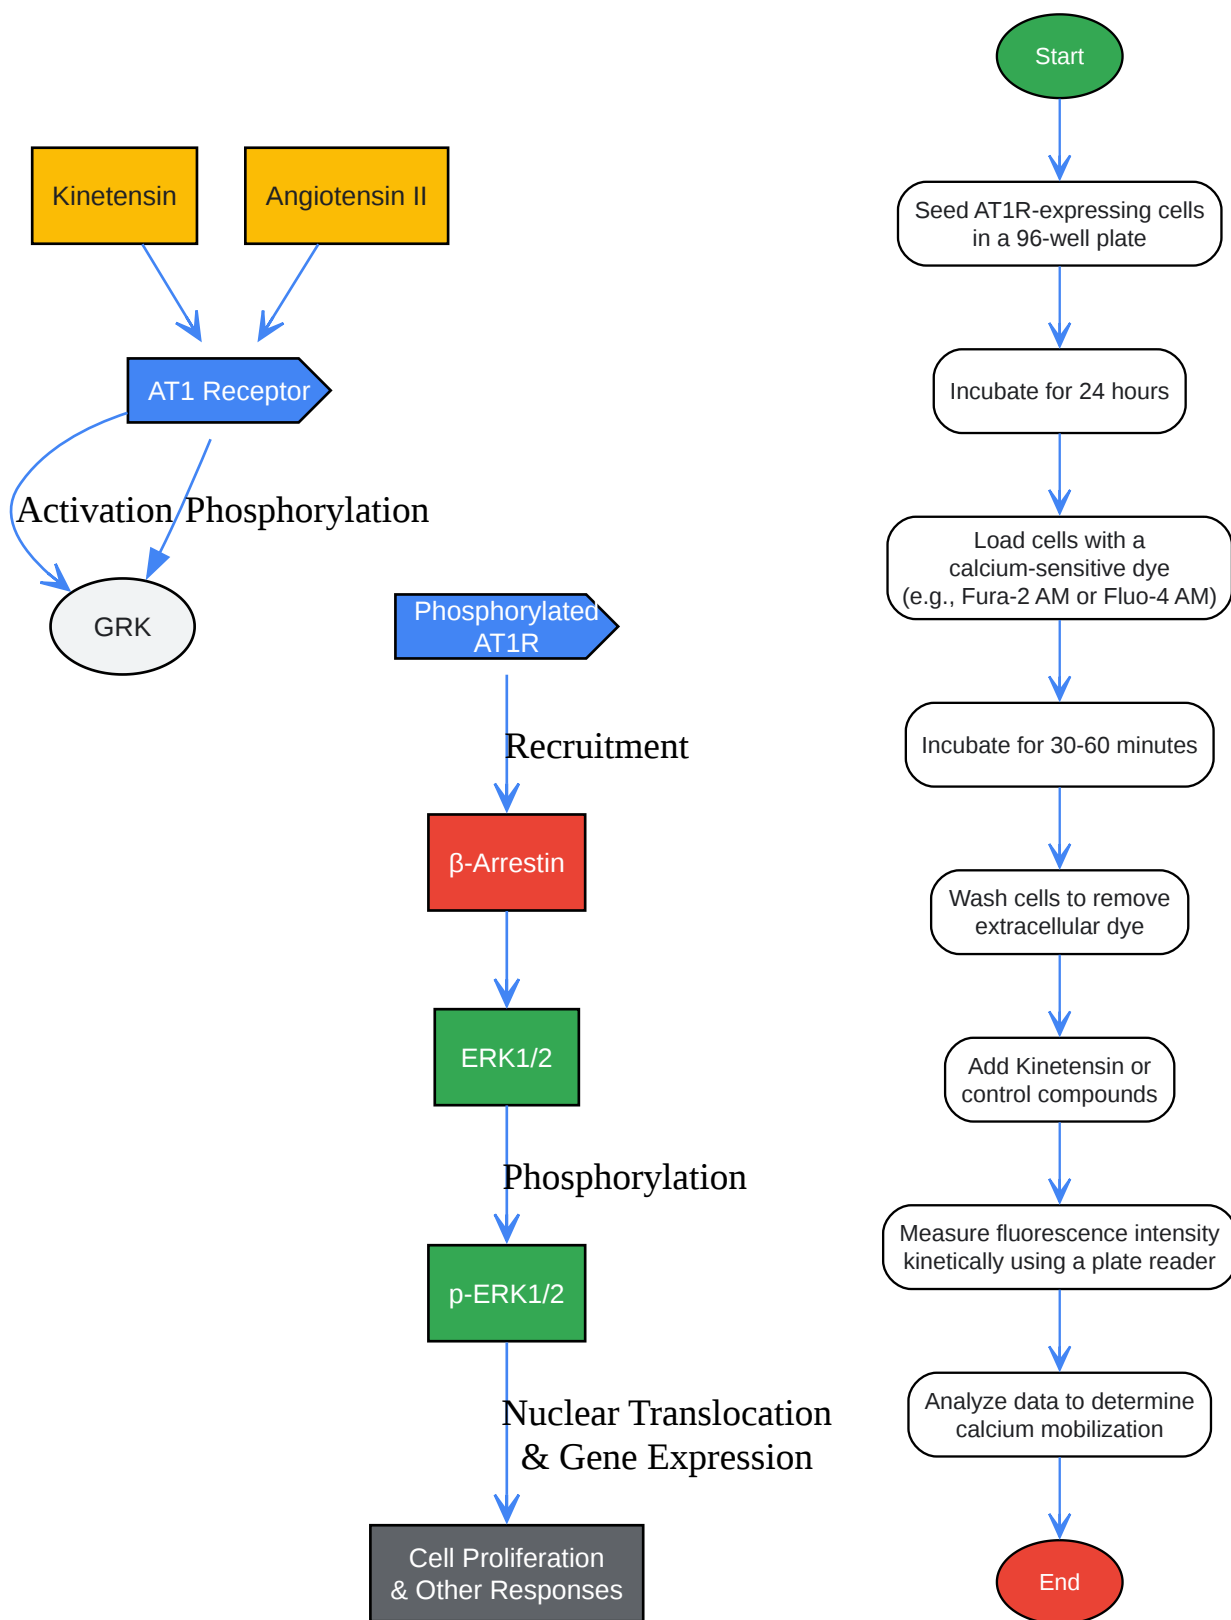 Kinetensin
Angiotensin II
AT1 Receptor
Activation
Phosphorylation
GRK
Phosphorylated
AT1R
Recruitment
β-Arrestin
ERK1/2
Phosphorylation
p-ERK1/2
Nuclear Translocation
& Gene Expression
Cell Proliferation
& Other Responses
Start
Seed AT1R-expressing cells
in a 96-well plate
Incubate for 24 hours
Load cells with a
calcium-sensitive dye
(e.g., Fura-2 AM or Fluo-4 AM)
Incubate for 30-60 minutes
Wash cells to remove
extracellular dye
Add Kinetensin or
control compounds
Measure fluorescence intensity
kinetically using a plate reader
Analyze data to determine
calcium mobilization
End